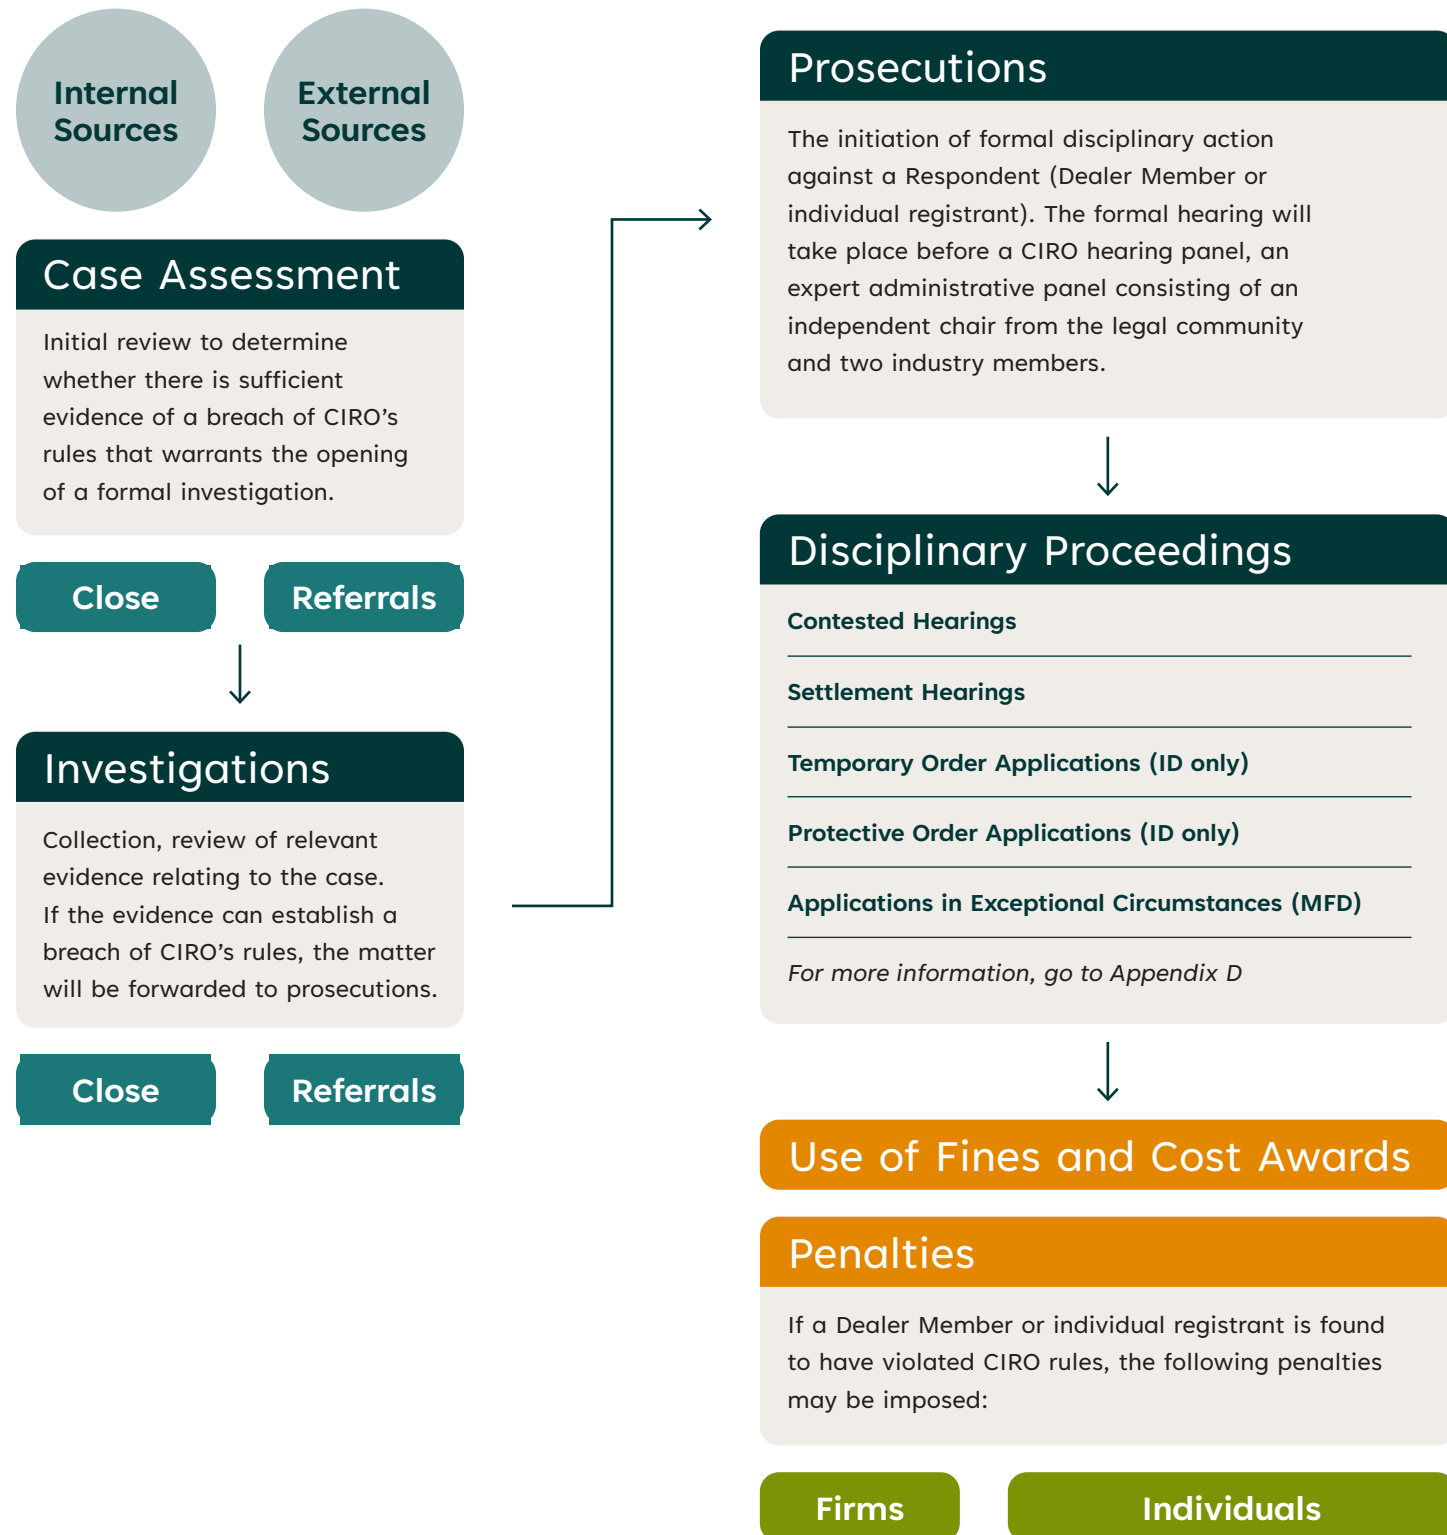 Internal
Sources
External
Sources
Case Assessment
Initial review to determine
whether there is sufficient
evidence of a breach of CIRO’s
rules that warrants the opening
of a formal investigation.
Close
Referrals
Investigations
Collection, review of relevant
evidence relating to the case.
If the evidence can establish a
breach of CIRO’s rules, the matter
will be forwarded to prosecutions.
Close
Referrals
Prosecutions
The initiation of formal disciplinary action
against a Respondent (Dealer Member or
individual registrant). The formal hearing will
take place before a CIRO hearing panel, an
expert administrative panel consisting of an
independent chair from the legal community
and two industry members.
Disciplinary Proceedings
Contested Hearings
Settlement Hearings
Temporary Order Applications (ID only)
Protective Order Applications (ID only)
Applications in Exceptional Circumstances (MFD)
For more information, go to Appendix D
Use of Fines and Cost Awards
Penalties
If a Dealer Member or individual registrant is found
to have violated CIRO rules, the following penalties
may be imposed:
Firms
Individuals